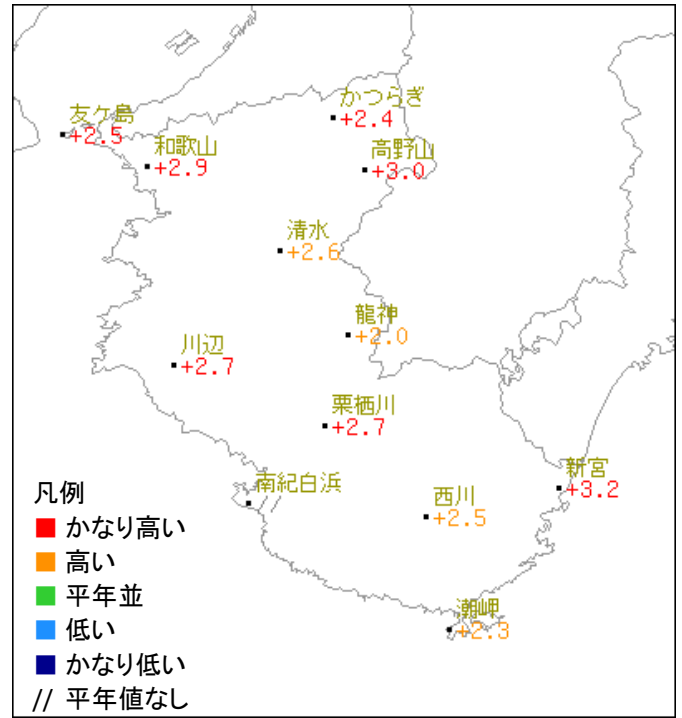 かつらぎ
+2.4
友ケ島
+2.5
和歌山
+2.9
高野山
+3.0
清水
+2.6
龍神
+2.0
川辺
+2.7
栗栖川
+2.7
新宮
+3.2
南紀白浜
//
西川
+2.5
潮岬
+2.3
凡例
かなり高い
高い
平年並
低い
かなり低い
// 平年値なし